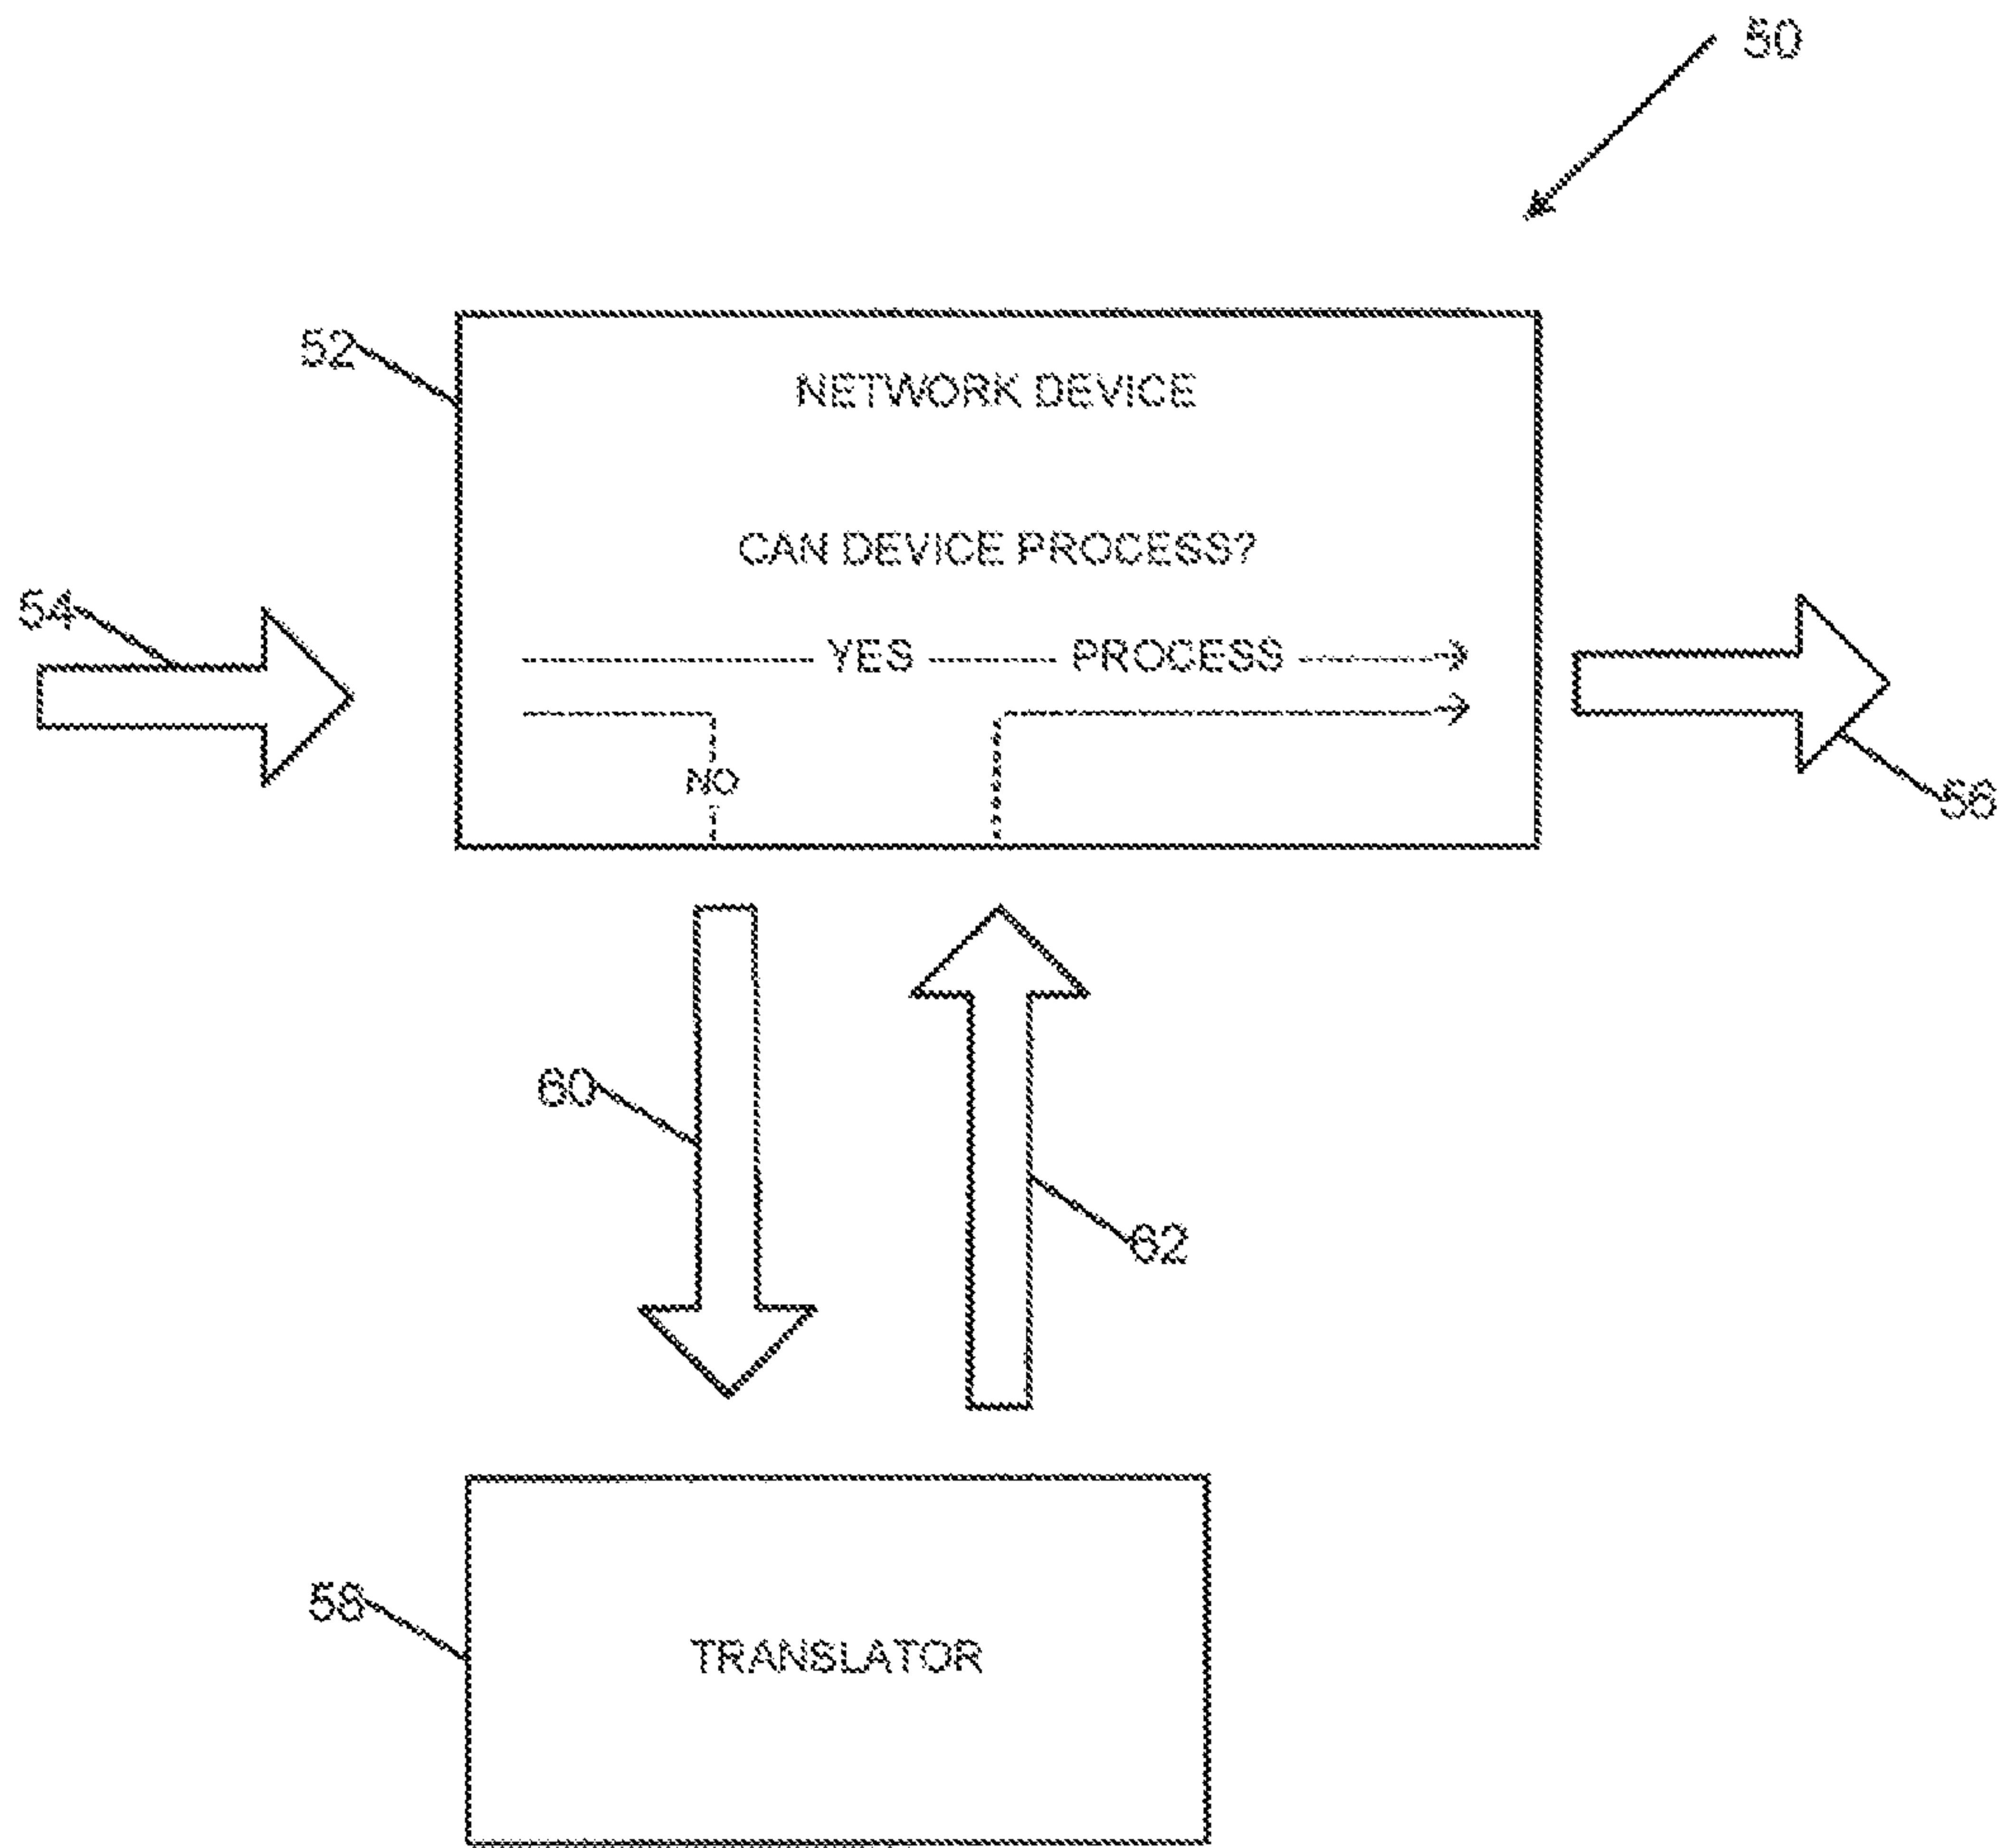 50
52
NETWORK DEVICE
CAN DEVICE PROCESS?
54
YES PROCESS
NO
56
60
62
58
TRANSLATOR